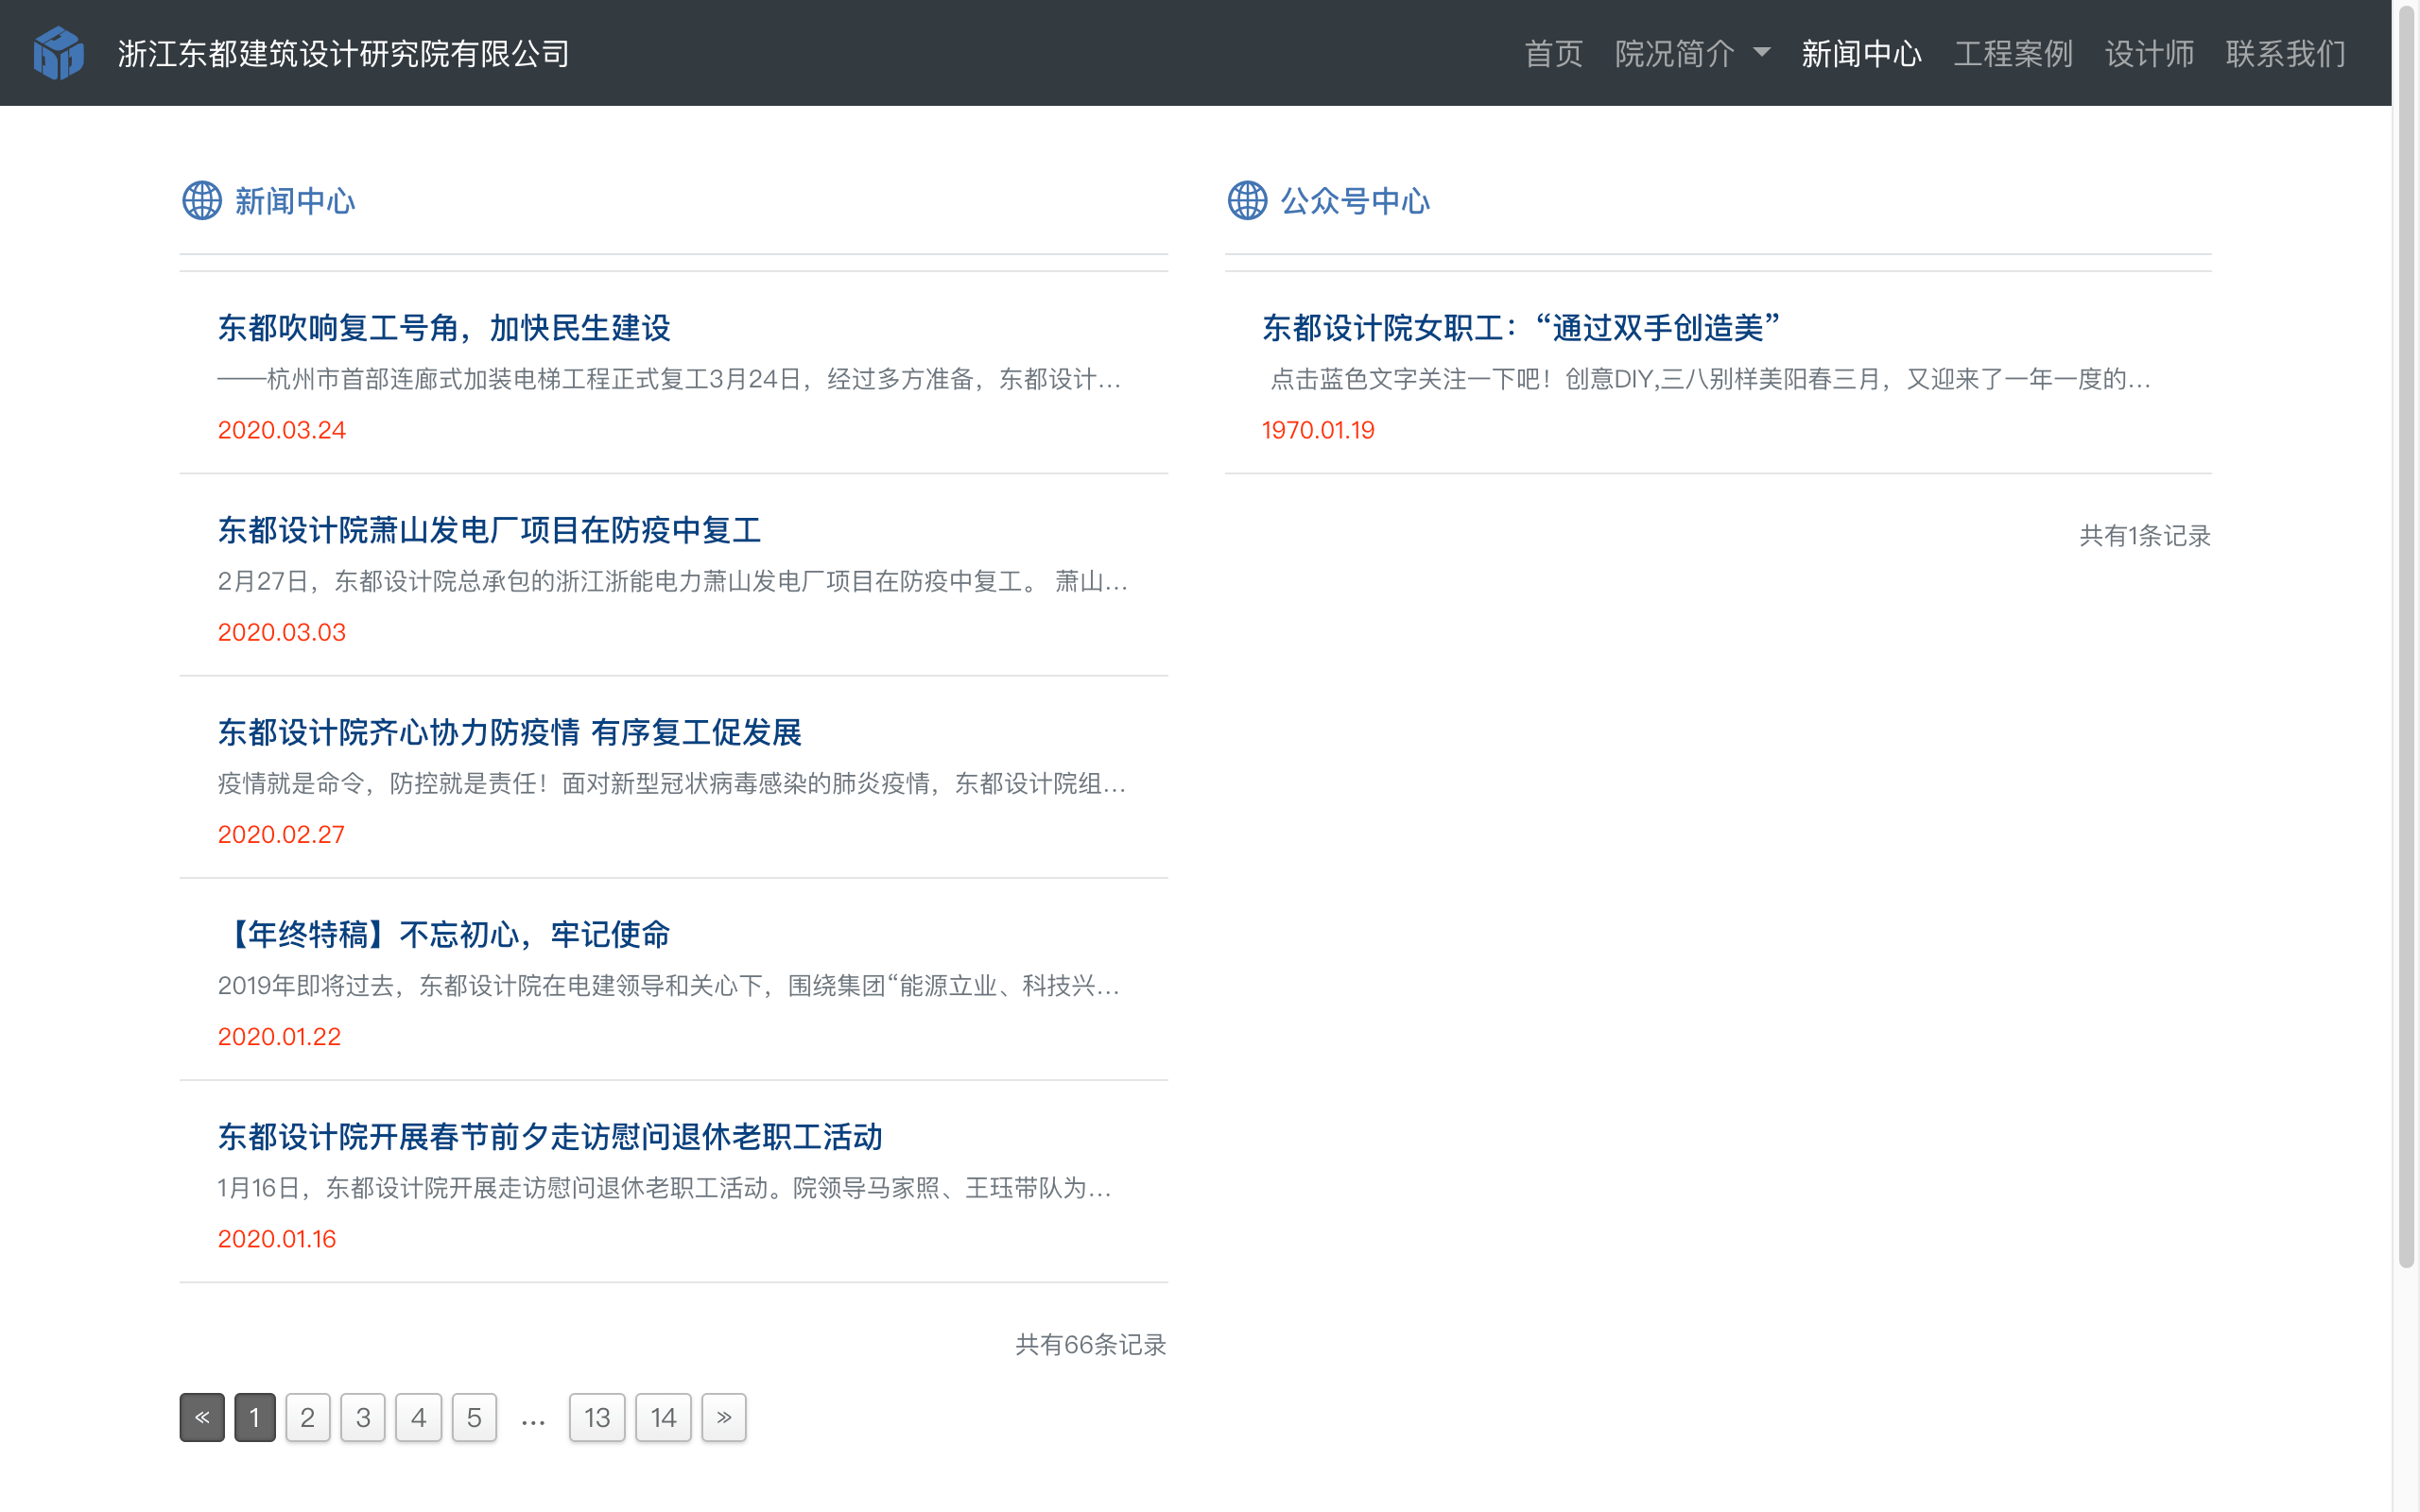 浙江东都建筑设计研究院有限公司
首页 院况简介 新闻中心 工程案例 设计师 联系我们
新闻中心
东都吹响复工号角，加快民生建设
——杭州市首部连廊式加装电梯工程正式复工3月24日，经过多方准备，东都设计...
2020.03.24
东都设计院萧山发电厂项目在防疫中复工
2月27日，东都设计院总承包的浙江浙能电力萧山发电厂项目在防疫中复工。 萧山...
2020.03.03
东都设计院齐心协力防疫情 有序复工促发展
疫情就是命令，防控就是责任！面对新型冠状病毒感染的肺炎疫情，东都设计院组...
2020.02.27
【年终特稿】不忘初心，牢记使命
2019年即将过去，东都设计院在电建领导和关心下，围绕集团“能源立业、科技兴...
2020.01.22
东都设计院开展春节前夕走访慰问退休老职工活动
1月16日，东都设计院开展走访慰问退休老职工活动。院领导马家照、王珏带队为...
2020.01.16
共有66条记录
« 1 2 3 4 5 ... 13 14 »
公众号中心
东都设计院女职工：“通过双手创造美”
点击蓝色文字关注一下吧！创意DIY,三八别样美阳春三月，又迎来了一年一度的...
1970.01.19
共有1条记录